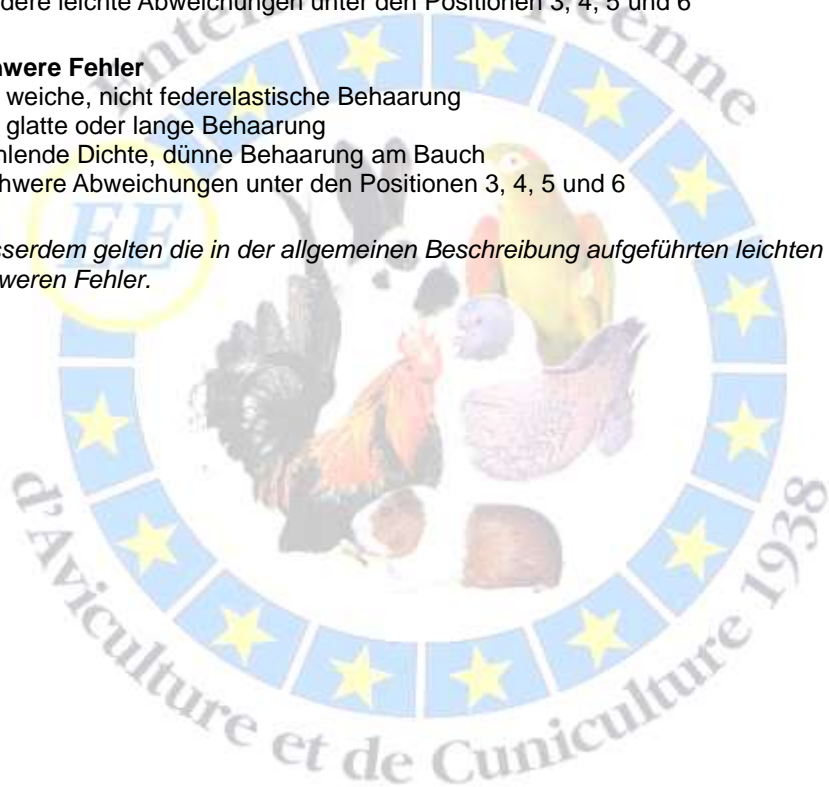 dere leichte Abweichungen unter den Positionen 3, 4, 5 und 6
hwere Fehler
weiche, nicht federelastische Behaarung
glatte oder lange Behaarung
hlende Dichte, dünne Behaarung am Bauch
hwere Abweichungen unter den Positionen 3, 4, 5 und 6
sserdem gelten die in der allgemeinen Beschreibung aufgeführten leichten
weren Fehler.
EE
d'Aviculture et de Cuniculture 1938